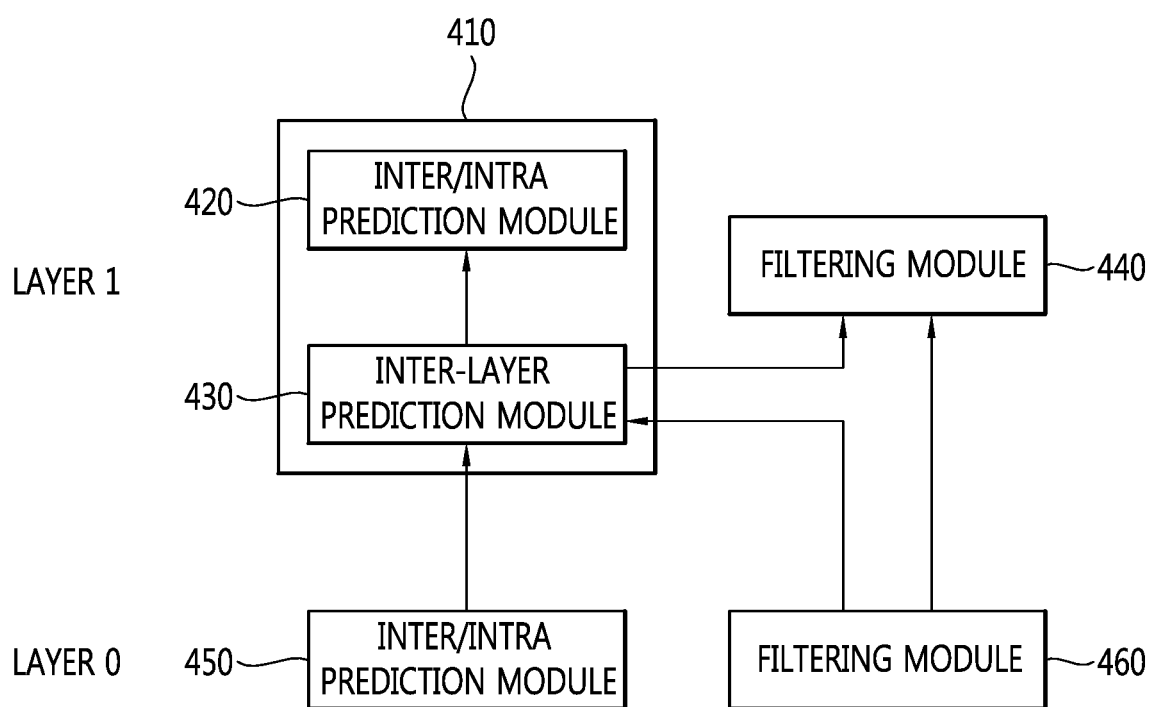 410
INTER/INTRA
PREDICTION MODULE
420
FILTERING MODULE
440
LAYER 1
INTER-LAYER
PREDICTION MODULE
430
INTER/INTRA
PREDICTION MODULE
LAYER 0
450
FILTERING MODULE
460